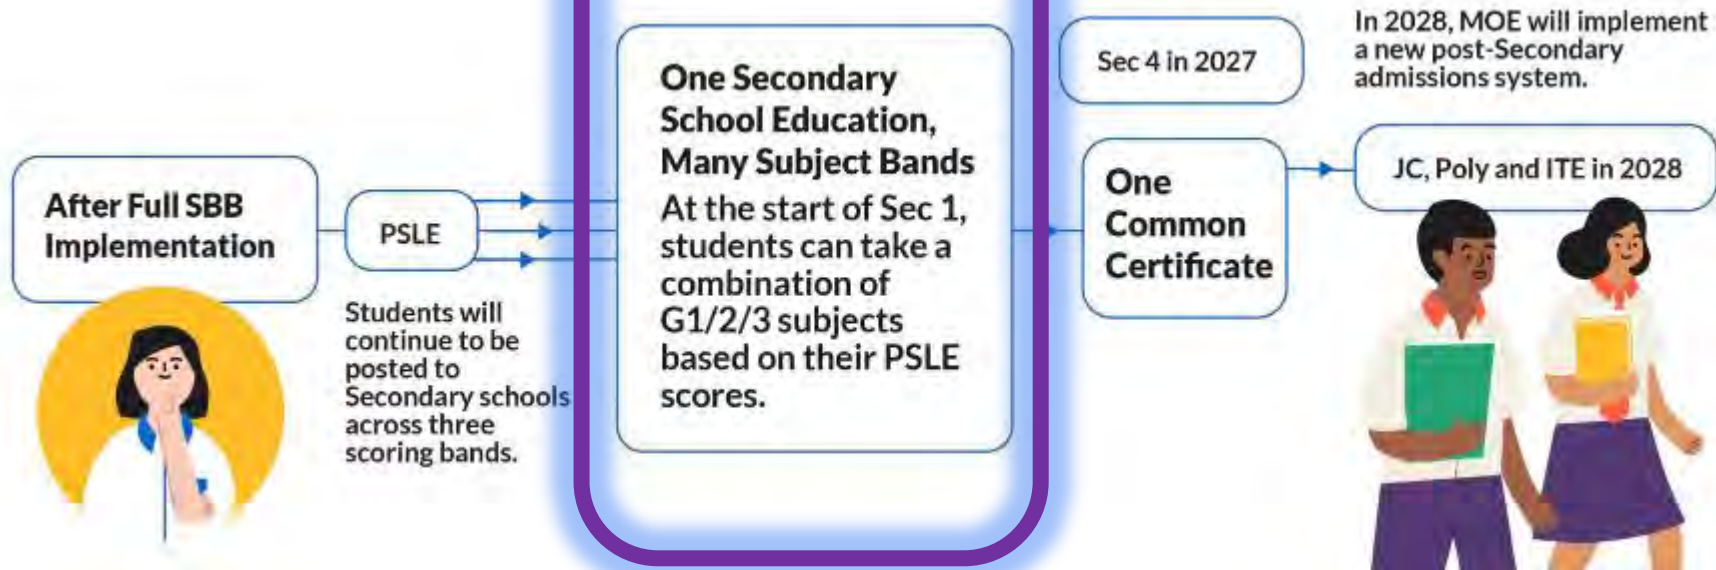 After Full SBB
Implementation
PSLE
Students will
continue to be
posted to
Secondary schools
across three
scoring bands.
One Secondary
School Education,
Many Subject Bands
At the start of Sec 1,
students can take a
combination of
G1/2/3 subjects
based on their PSLE
scores.
Sec 4 in 2027
One
Common
Certificate
In 2028, MOE will implement
a new post-Secondary
admissions system.
JC, Poly and ITE in 2028